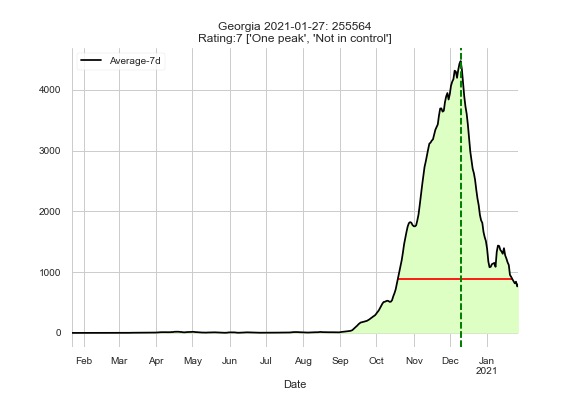 Georgia 2021-01-27: 255564
Rating:7 ['One peak', 'Not in control']
Average-7d
4000
3000
2000
1000
0
Feb Mar Apr May Jun Jul Aug Sep Oct Nov Dec Jan
2021
Date